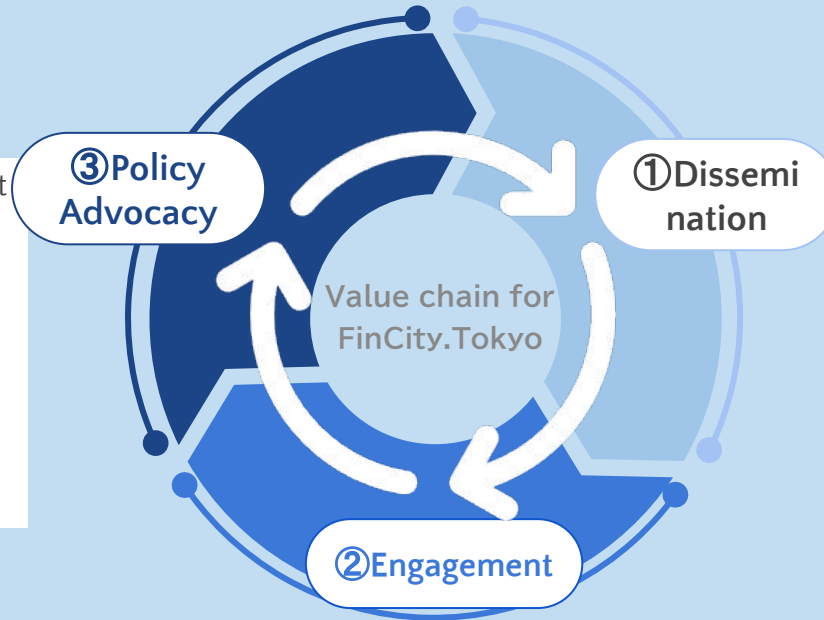 t
③Policy
Advocacy
①Dissemi
nation
Value chain for
FinCity.Tokyo
②Engagement